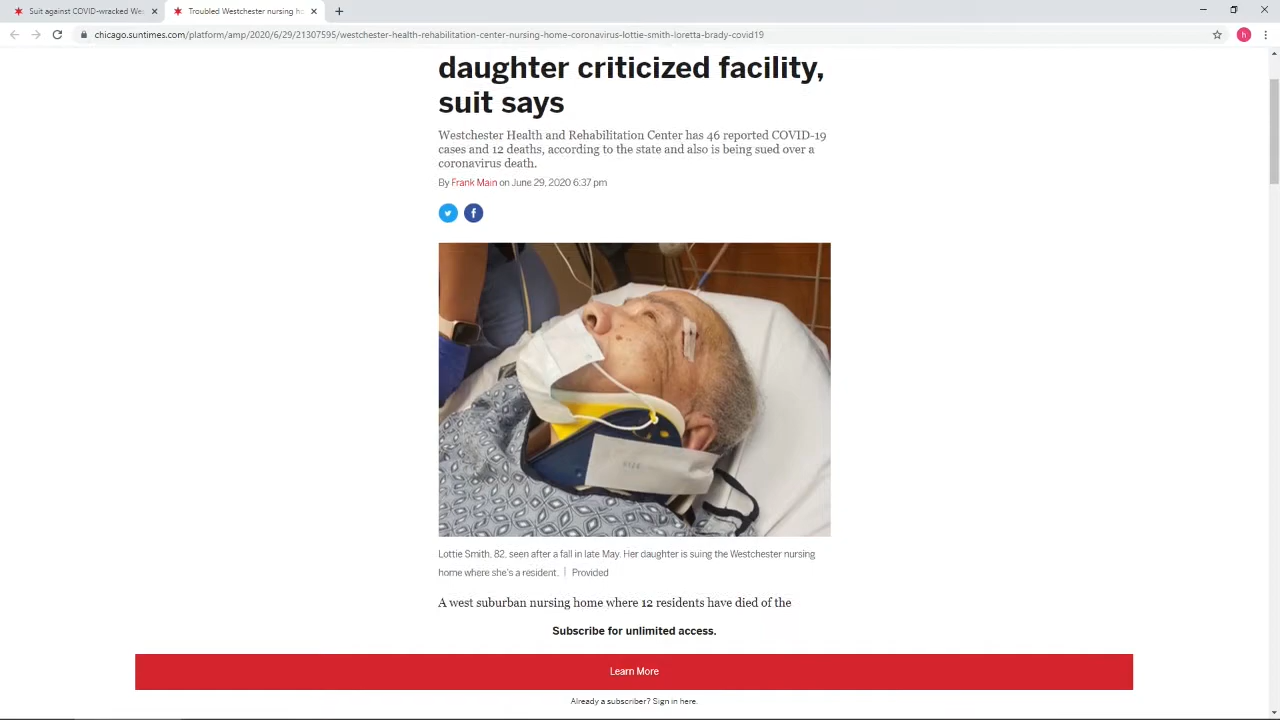 Suit against COVID-wracked We
Troubled Westchester nursing h
chicago.suntimes.com/platform/amp/2020/6/29/21307595/westchester-health-rehabilitation-center-nursing-home-coronavirus-lottie-smith-loretta-brady-covid19
h
daughter criticized facility,
suit says
Westchester Health and Rehabilitation Center has 46 reported COVID-19
cases and 12 deaths, according to the state and also is being sued over a
coronavirus death.
By Frank Main on June 29, 2020 6:37 pm
Lottie Smith, 82, seen after a fall in late May. Her daughter is suing the Westchester nursing
home where she's a resident. | Provided
A west suburban nursing home where 12 residents have died of the
Subscribe for unlimited access.
Learn More
Already a subscriber? Sign in here.